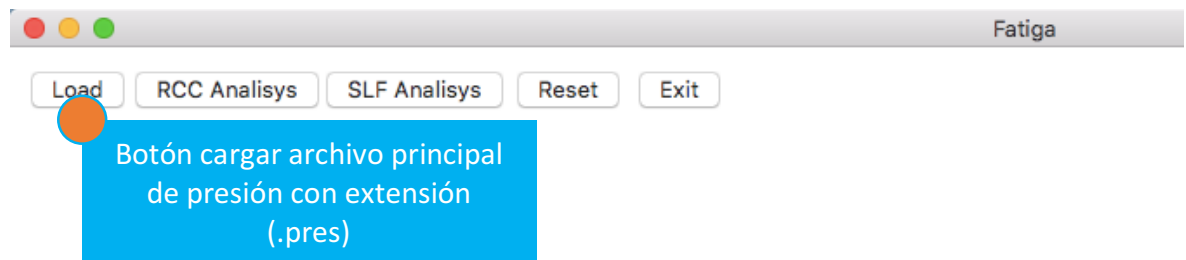 Fatiga
Load RCC Analisys SLF Analisys Reset Exit
Botón cargar archivo principal
de presión con extensión
(.pres)